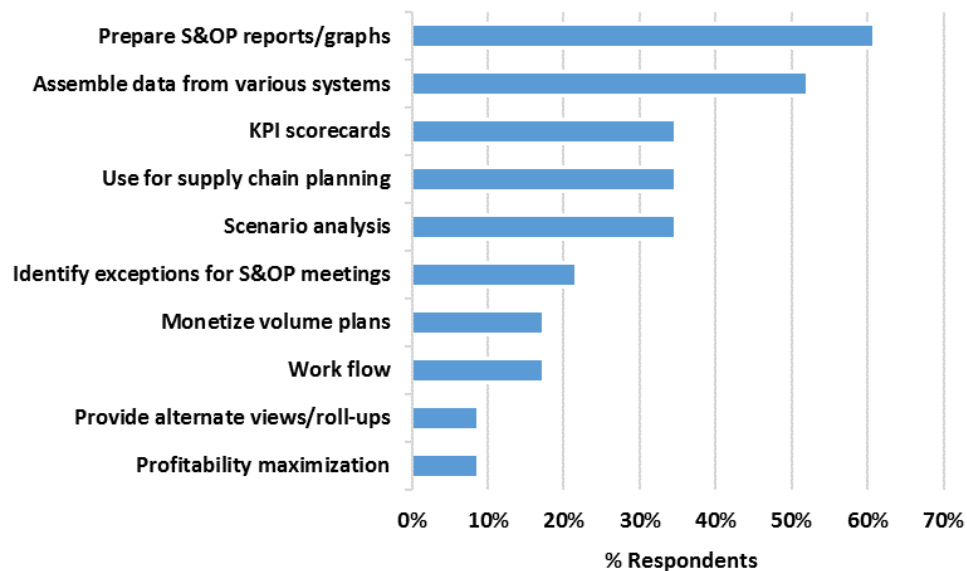 Prepare S&OP reports/graphs
Assemble data from various systems
KPI scorecards
Use for supply chain planning
Scenario analysis
Identify exceptions for S&OP meetings
Monetize volume plans
Work flow
Provide alternate views/roll-ups
Profitability maximization
0% 10% 20% 30% 40% 50% 60% 70%
% Respondents